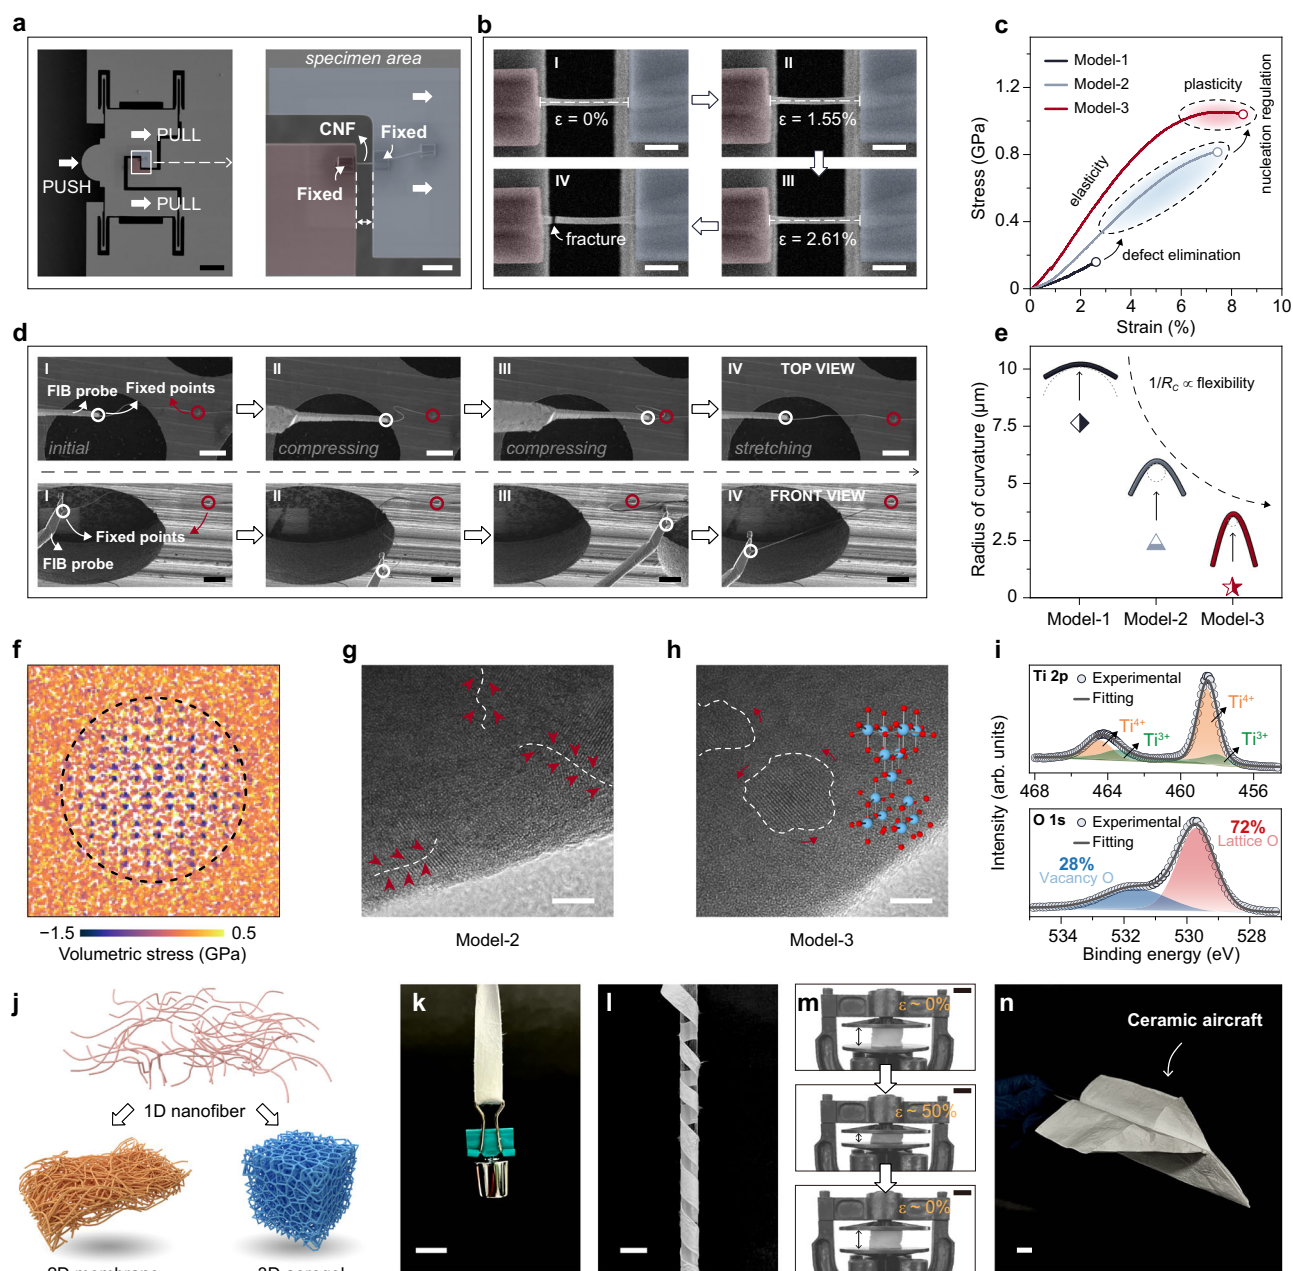 a
specimen area
PULL
CNF
Fixed
PUSH
Fixed
PULL
b
I
ε = 0%
II
ε = 1.55%
IV
fracture
III
ε = 2.61%
c
Stress (GPa)
1.2
0.8
0.4
0
Model-1
Model-2
Model-3
plasticity
elasticity
nucleation regulation
defect elimination
0 2 4 6 8 10
Strain (%)
d
I
FIB probe
Fixed points
initial
II
compressing
III
compressing
IV
TOP VIEW
stretching
I
Fixed points
FIB probe
II
III
IV
FRONT VIEW
e
Radius of curvature (µm)
10
7.5
5
2.5
0
1/Rc ∝ flexibility
Model-1 Model-2 Model-3
f
−1.5 0.5
Volumetric stress (GPa)
g
Model-2
h
Model-3
i
Intensity (arb. units)
Ti 2p
Experimental
Fitting
Ti4+
Ti3+
Ti4+
Ti3+
468 464 460 456
O 1s
Experimental
Fitting
72%
Lattice O
28%
Vacancy O
534 532 530 528
Binding energy (eV)
j
1D nanofiber
2D membrane
3D aerogel
k
l
m
ε ~ 0%
ε ~ 50%
ε ~ 0%
n
Ceramic aircraft